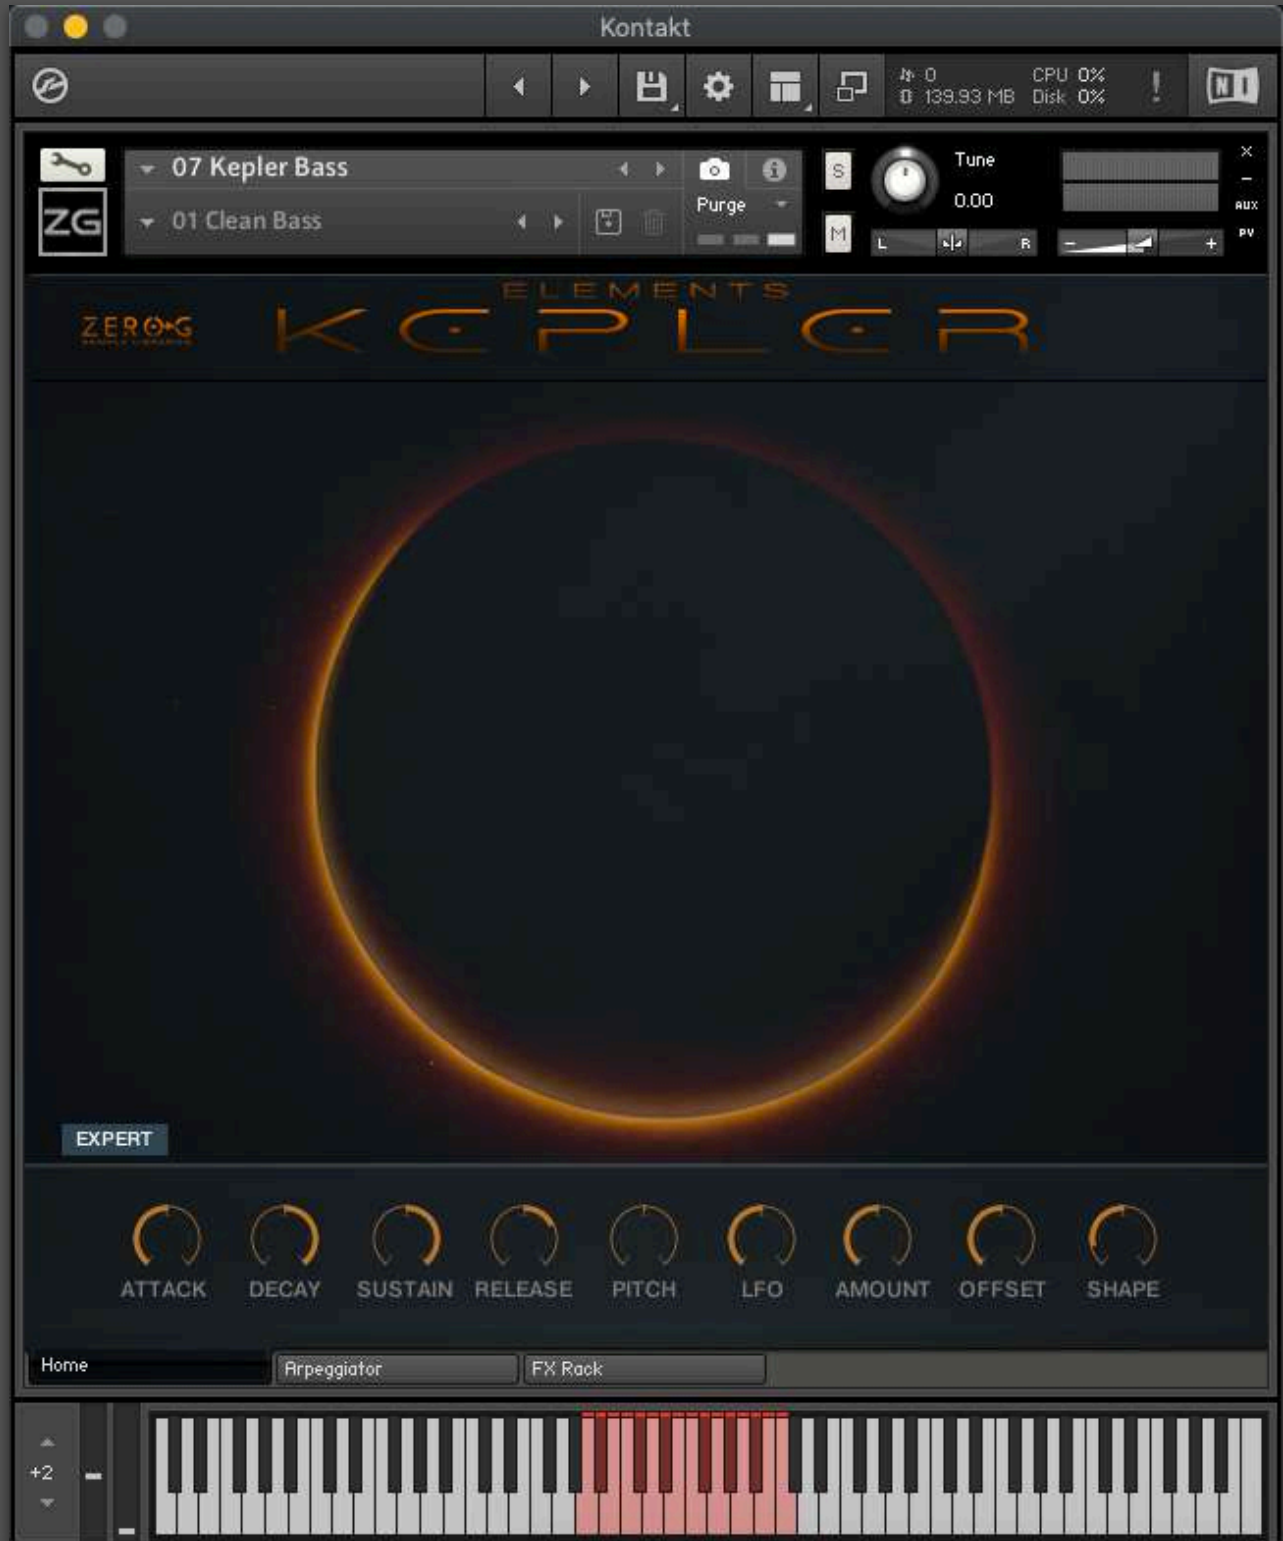 Kontakt
0 CPU 0%
139.93 MB Disk 0%
NI
07 Kepler Bass
01 Clean Bass
Purge
S
M
Tune
0.00
L R
- +
×
-
AUX
PV
ZG
ELEMENTS
ZERO-G
KEPLER
EXPERT
ATTACK DECAY SUSTAIN RELEASE PITCH LFO AMOUNT OFFSET SHAPE
Home Arpeggiator FX Rack
+2